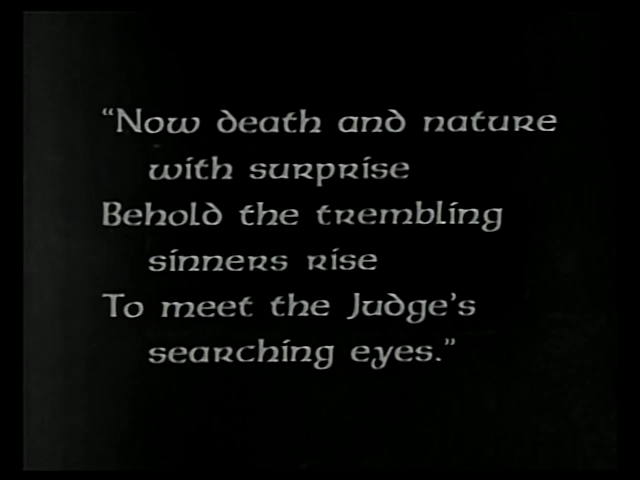 “Now death and nature
with surprise
Behold the trembling
sinners rise
To meet the Judge’s
searching eyes.”